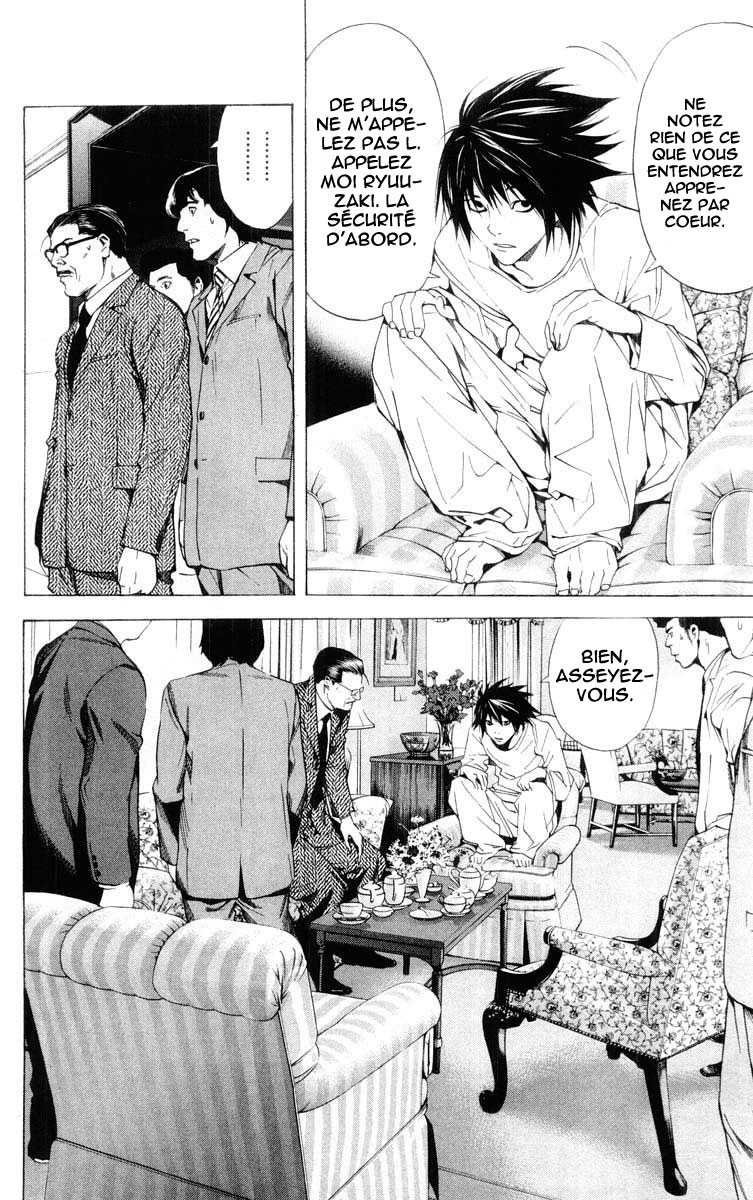 NE
NOTEZ
RIEN DE CE
QUE VOUS
ENTENDREZ
APPRE-
NEZ PAR
COEUR.
DE PLUS,
NE M'APPE-
LEZ PAS L.
APPELEZ
MOI RYUU-
ZAKI. LA
SÉCURITÉ
D'ABORD.
..........
BIEN,
ASSEYEZ-
VOUS.